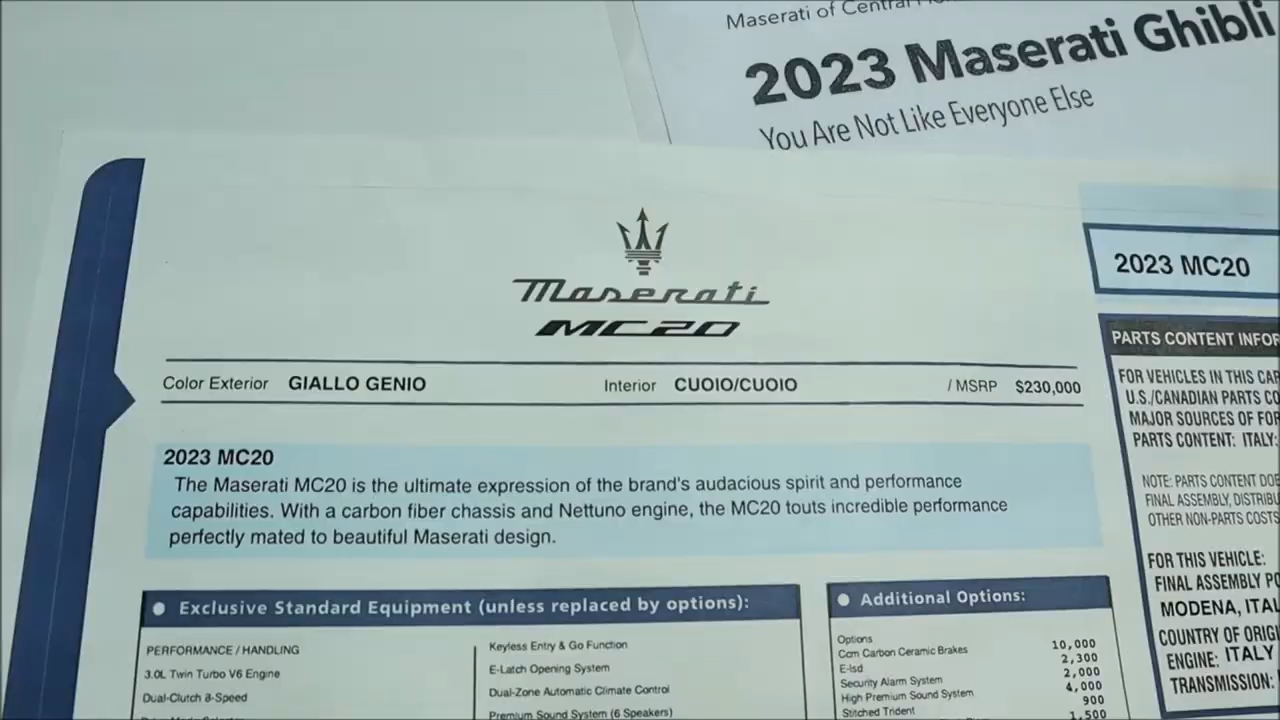 Maserati of Central
2023 Maserati Ghibli
You Are Not Like Everyone Else
Maserati
MC20
2023 MC20
Color Exterior GIALLO GENIO Interior CUOIO/CUOIO / MSRP $230,000
2023 MC20
The Maserati MC20 is the ultimate expression of the brand's audacious spirit and performance
capabilities. With a carbon fiber chassis and Nettuno engine, the MC20 touts incredible performance
perfectly mated to beautiful Maserati design.
Exclusive Standard Equipment (unless replaced by options):
PERFORMANCE / HANDLING
3.0L Twin Turbo V6 Engine
Dual-Clutch 8-Speed
Keyless Entry & Go Function
E-Latch Opening System
Dual-Zone Automatic Climate Control
Premium Sound System (6 Speakers)
Additional Options:
Options
Ccm Carbon Ceramic Brakes 10,000
E-lsd 2,300
Security Alarm System 2,000
High Premium Sound System 4,000
Stitched Trident 900
1,500
PARTS CONTENT INFOR
FOR VEHICLES IN THIS CAR
U.S./CANADIAN PARTS CO
MAJOR SOURCES OF FOR
PARTS CONTENT: ITALY:
NOTE: PARTS CONTENT DOE
FINAL ASSEMBLY, DISTRIBU
OTHER NON-PARTS COSTS
FOR THIS VEHICLE:
FINAL ASSEMBLY PO
MODENA, ITAL
COUNTRY OF ORIGI
ENGINE: ITALY
TRANSMISSION: